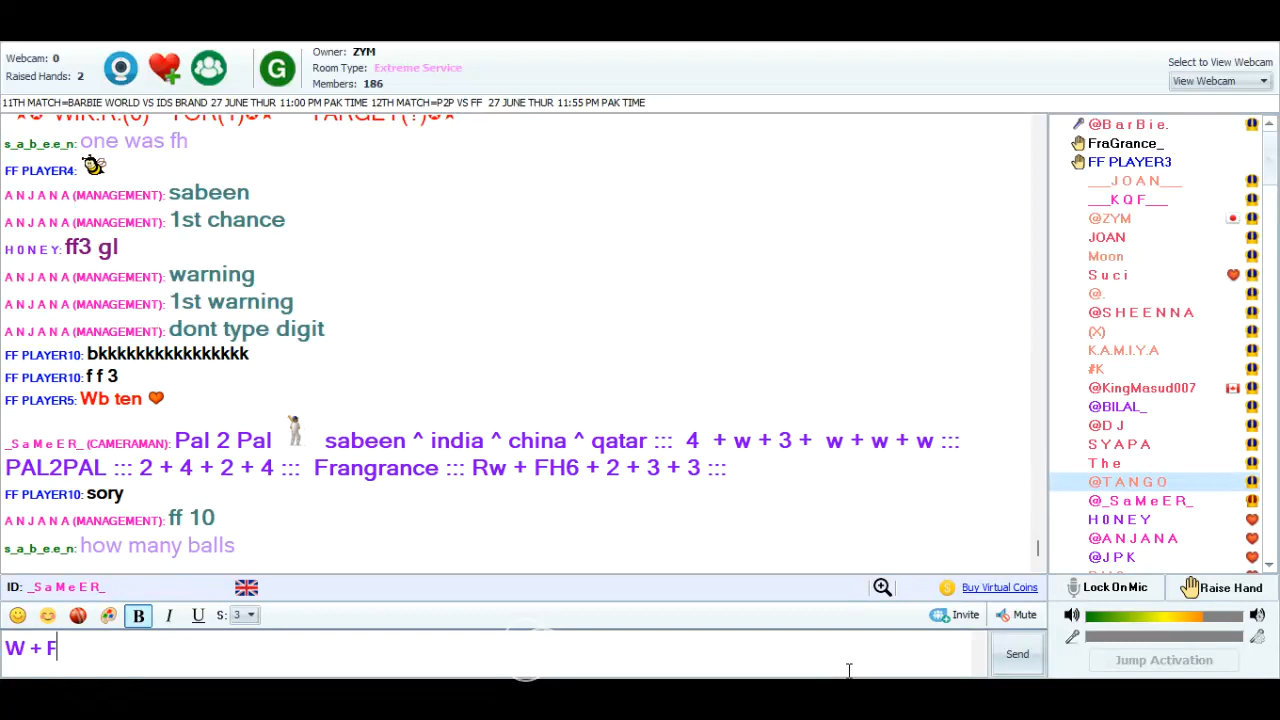 Webcam: 0
Raised Hands: 2
G
Owner: ZYM
Room Type: Extreme Service
Members: 186
Select to View Webcam
View Webcam
11TH MATCH=BARBIE WORLD VS IDS BRAND 27 JUNE THUR 11:00 PM PAK TIME 12TH MATCH=P2P VS FF 27 JUNE THUR 11:55 PM PAK TIME
s_a_b_e.e_n: one was fh
FF PLAYER4:
A N J A N A (MANAGEMENT): sabeen
A N J A N A (MANAGEMENT): 1st chance
H 0 N E Y: ff3 gl
A N J A N A (MANAGEMENT): warning
A N J A N A (MANAGEMENT): 1st warning
A N J A N A (MANAGEMENT): dont type digit
FF PLAYER10: bkkkkkkkkkkkkkkkk
FF PLAYER10: f f 3
FF PLAYER5: Wb ten
_S a M e E R_ (CAMERAMAN): Pal 2 Pal sabeen ^ india ^ china ^ qatar ::: 4 + w + 3 + w + w + w :::
PAL2PAL ::: 2 + 4 + 2 + 4 ::: Frangrance ::: Rw + FH6 + 2 + 3 + 3 :::
FF PLAYER10: sory
A N J A N A (MANAGEMENT): ff 10
s_a_b_e.e_n: how many balls
@B a r B i e.
FraGrance_
FF PLAYER3
___J O A N___
___K Q F___
@ZYM
JOAN
Moon
S u c i
@.
@S H E E N N A
(X)
K.A.M.I.Y.A
#K
@KingMasud007
@BILAL_
@D J
S Y A P A
T h e
@T A N G O
@_S a M e E R_
H 0 N E Y
@A N J A N A
@J P K
ID: _S a M e E R_
Buy Virtual Coins
Lock On Mic
Raise Hand
B I U S: 3
Invite
Mute
W + F
Send
Jump Activation